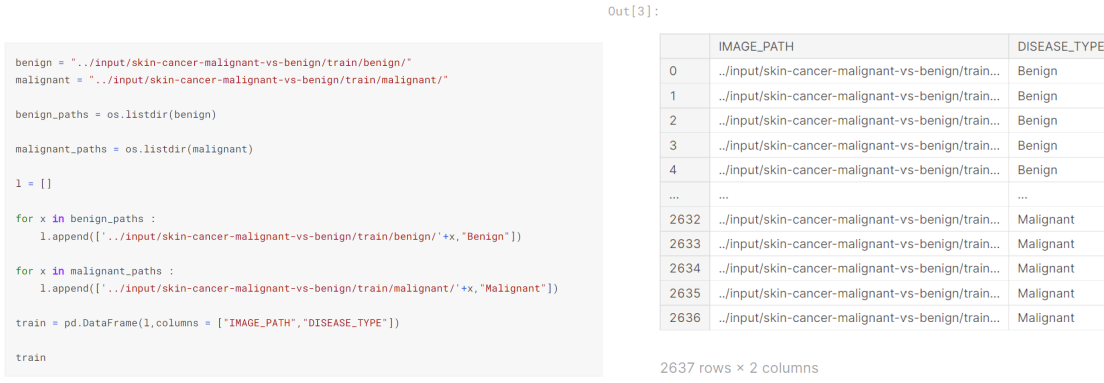 benign = "../input/skin-cancer-malignant-vs-benign/train/benign/"
malignant = "../input/skin-cancer-malignant-vs-benign/train/malignant/"
benign_paths = os.listdir(benign)
malignant_paths = os.listdir(malignant)
l = []
for x in benign_paths :
    l.append(['../input/skin-cancer-malignant-vs-benign/train/benign/'+x,"Benign"])
for x in malignant_paths :
    l.append(['../input/skin-cancer-malignant-vs-benign/train/malignant/'+x,"Malignant"])
train = pd.DataFrame(l,columns = ["IMAGE_PATH","DISEASE_TYPE"])
train
Out[3]:
IMAGE_PATH DISEASE_TYPE
0 ../input/skin-cancer-malignant-vs-benign/train... Benign
1 ../input/skin-cancer-malignant-vs-benign/train... Benign
2 ../input/skin-cancer-malignant-vs-benign/train... Benign
3 ../input/skin-cancer-malignant-vs-benign/train... Benign
4 ../input/skin-cancer-malignant-vs-benign/train... Benign
... ... ...
2632 ../input/skin-cancer-malignant-vs-benign/train... Malignant
2633 ../input/skin-cancer-malignant-vs-benign/train... Malignant
2634 ../input/skin-cancer-malignant-vs-benign/train... Malignant
2635 ../input/skin-cancer-malignant-vs-benign/train... Malignant
2636 ../input/skin-cancer-malignant-vs-benign/train... Malignant
2637 rows × 2 columns